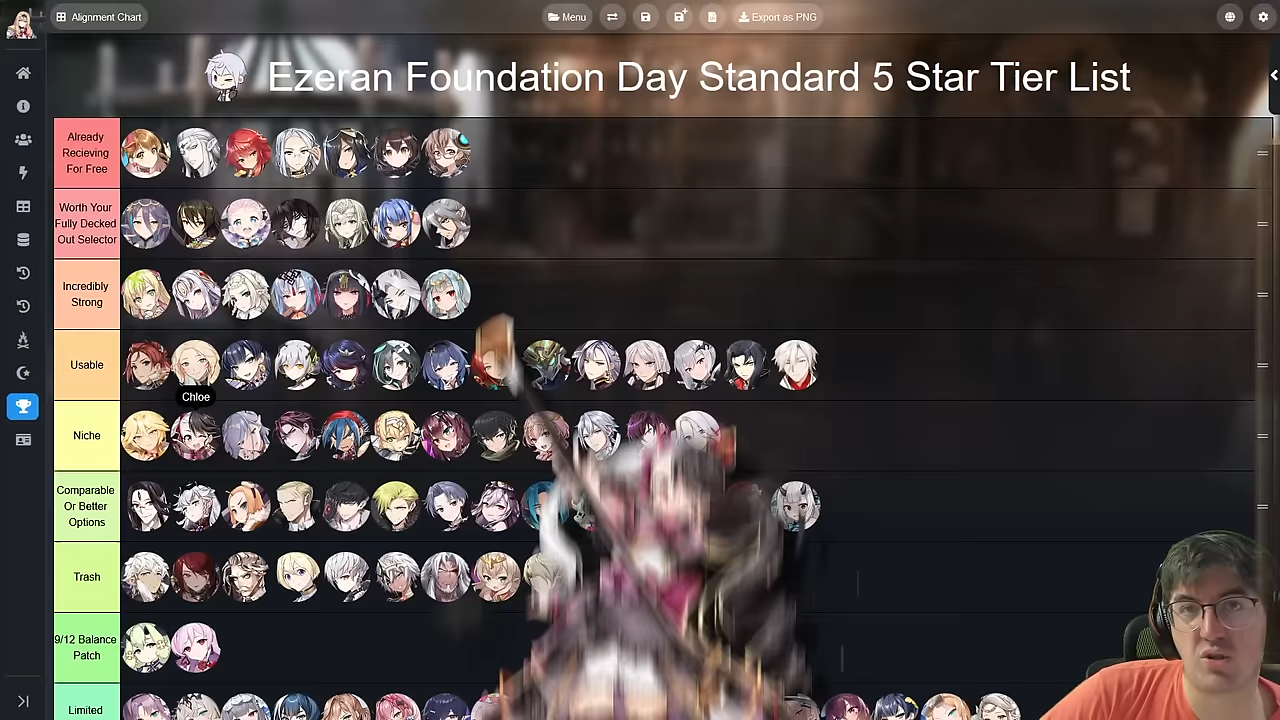 Alignment Chart
Menu
Export as PNG
Ezeran Foundation Day Standard 5 Star Tier List
Already
Recieving
For Free
Worth Your
Fully Decked
Out Selector
Incredibly
Strong
Usable
Chloe
Niche
Comparable
Or Better
Options
Trash
9/12 Balance
Patch
Limited